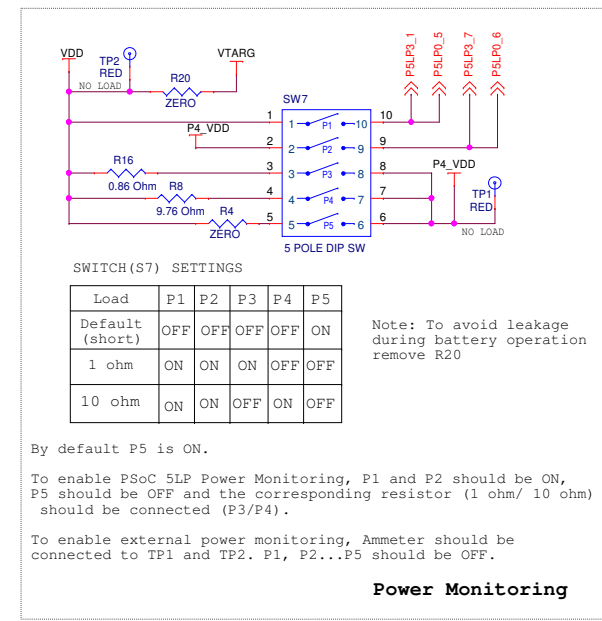 VDD
TP2
RED
NO LOAD
R20
ZERO
VTARG
P5LP3_1
P5LP0_5
P5LP3_7
P5LP0_6
SW7
P4_VDD
1 1 P1 10 10
2 2 P2 9 9
3 3 P3 8 8
4 4 P4 7 7
5 5 P5 6 6
R16
0.86 Ohm
R8
9.76 Ohm
R4
ZERO
5 POLE DIP SW
P4_VDD
TP1
RED
NO LOAD
SWITCH(S7) SETTINGS
Load P1 P2 P3 P4 P5
Default (short) OFF OFF OFF OFF ON
1 ohm ON ON ON OFF OFF
10 ohm ON ON OFF ON OFF
Note: To avoid leakage
during battery operation
remove R20
By default P5 is ON.
To enable PSoC 5LP Power Monitoring, P1 and P2 should be ON,
P5 should be OFF and the corresponding resistor (1 ohm/ 10 ohm)
should be connected (P3/P4).
To enable external power monitoring, Ammeter should be
connected to TP1 and TP2. P1, P2...P5 should be OFF.
Power Monitoring